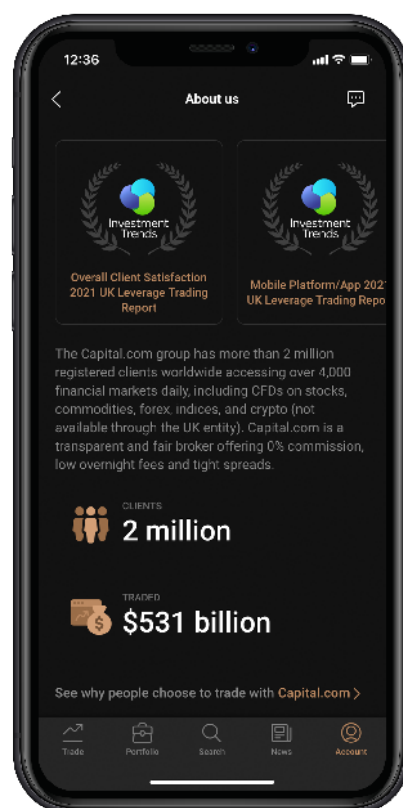 12:36
About us
Investment
Trends
Overall Client Satisfaction
2021 UK Leverage Trading
Report
Investment
Trends
Mobile Platform/App 202
UK Leverage Trading Repo
The Capital.com group has more than 2 million
registered clients worldwide accessing over 4,000
financial markets daily, including CFDs on stocks,
commodities, forex, indices, and crypto (not
available through the UK entity). Capital.com is a
transparent and fair broker offering 0% commission,
low overnight fees and tight spreads.
CLIENTS
2 million
TRADED
$531 billion
See why people choose to trade with Capital.com >
Trade Portfolio Search News Account